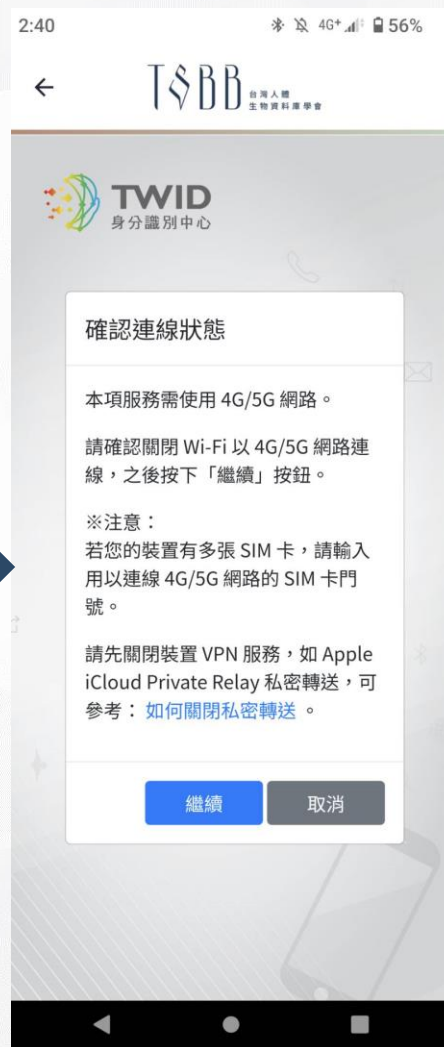 2:40
4G+
56%
TSBB
台灣人體
生物資料庫學會
TWID
身分識別中心
確認連線狀態
本項服務需使用 4G/5G 網路。
請確認關閉 Wi-Fi 以 4G/5G 網路連
線,之後按下「繼續」按鈕。
※注意:
若您的裝置有多張 SIM 卡,請輸入
用以連線 4G/5G 網路的 SIM 卡門
號。
請先關閉裝置 VPN 服務,如 Apple
iCloud Private Relay 私密轉送,可
參考: 如何關閉私密轉送 。
繼續
取消